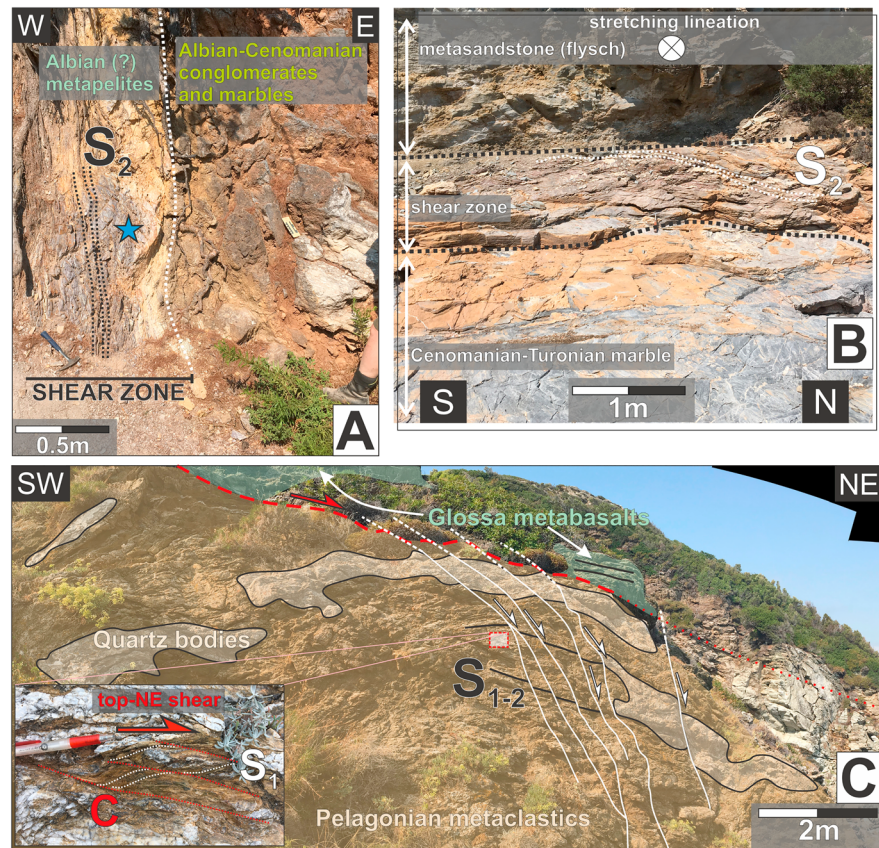 W
E
Albian (?)
metapelites
Albian-Cenomanian
conglomerates
and marbles
S2
SHEAR ZONE
0.5m
A
stretching lineation
metasandstone (flysch)
S2
shear zone
Cenomanian-Turonian marble
B
S
1m
N
SW
NE
Glossa metabasalts
Quartz bodies
S1-2
top-NE shear
S1
C
Pelagonian metaclastics
C
2m